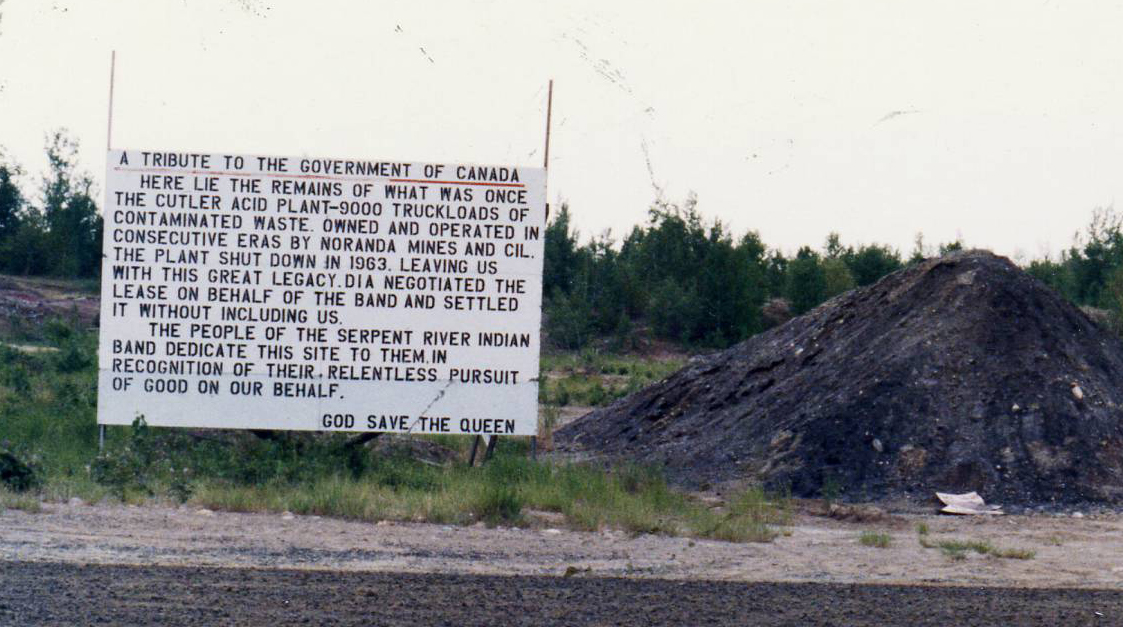 A TRIBUTE TO THE GOVERNMENT OF CANADA
HERE LIE THE REMAINS OF WHAT WAS ONCE
THE CUTLER ACID PLANT-9000 TRUCKLOADS OF
CONTAMINATED WASTE. OWNED AND OPERATED IN
CONSECUTIVE ERAS BY NORANDA MINES AND CIL.
THE PLANT SHUT DOWN IN 1963. LEAVING US
WITH THIS GREAT LEGACY. DIA NEGOTIATED THE
LEASE ON BEHALF OF THE BAND AND SETTLED
IT WITHOUT INCLUDING US.
THE PEOPLE OF THE SERPENT RIVER INDIAN
BAND DEDICATE THIS SITE TO THEM. IN
RECOGNITION OF THEIR RELENTLESS PURSUIT
OF GOOD ON OUR BEHALF.
GOD SAVE THE QUEEN